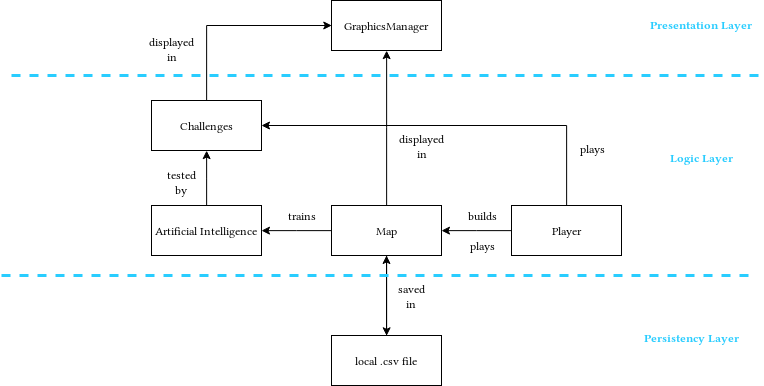 GraphicsManager
Presentation Layer
displayed
in
Challenges
displayed
in
plays
Logic Layer
tested
by
Artificial Intelligence
trains
Map
builds
plays
Player
saved
in
Persistency Layer
local .csv file